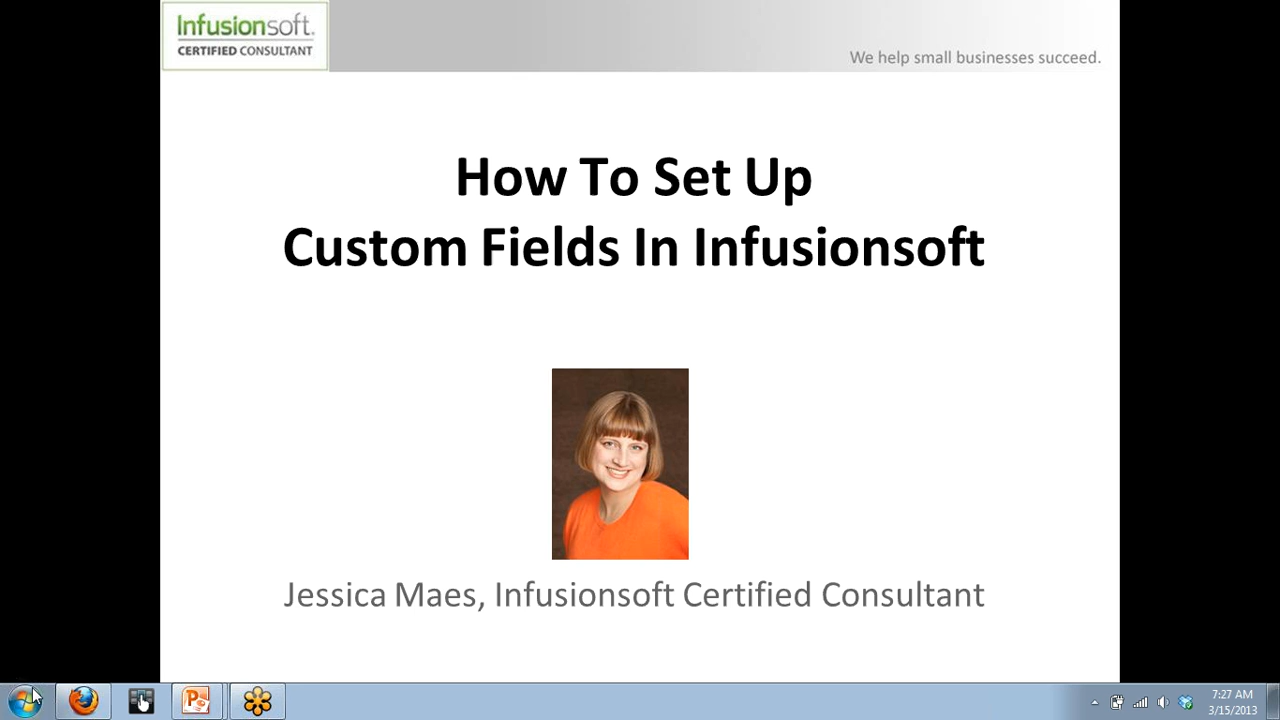 Infusionsoft.
CERTIFIED CONSULTANT
We help small businesses succeed.
How To Set Up
Custom Fields In Infusionsoft
Jessica Maes, Infusionsoft Certified Consultant
7:27 AM
3/15/2013